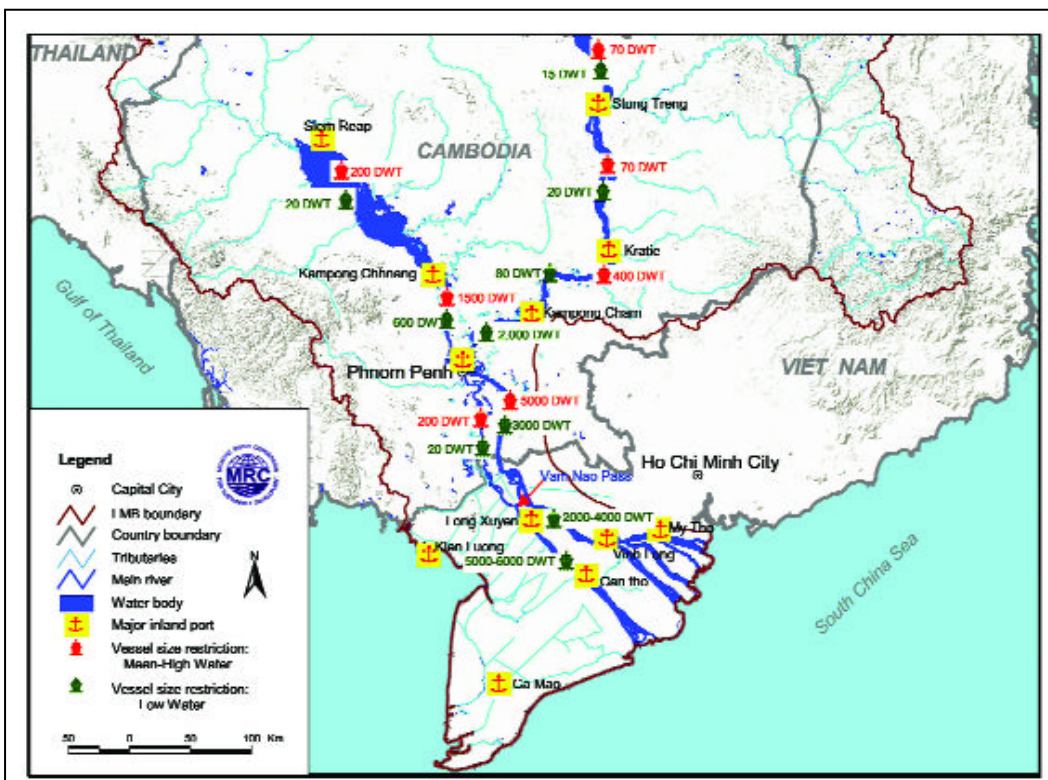 THAILAND
70 DWT
15 DWT
Stung Treng
Siem Reap
CAMBODIA
200 DWT
70 DWT
20 DWT
20 DWT
Kratie
Kampong Chhnang
80 DWT
400 DWT
1500 DWT
Kampong Cham
600 DWT
2,000 DWT
Gulf of Thailand
Phnom Penh
VIET NAM
5000 DWT
200 DWT
3000 DWT
20 DWT
Ho Chi Minh City
Vam Nao Pass
Long Xuyen
2000-4000 DWT
My Tho
Kien Luong
Vinh Long
5000-6000 DWT
Can tho
South China Sea
Ca Mao
Legend
MRC
Capital City
LMB boundary
Country boundary
Tributeries
Main river
N
Water body
Major inland port
Vessel size restriction:
Mean-High Water
Vessel size restriction:
Low Water
50 0 50 100 Km